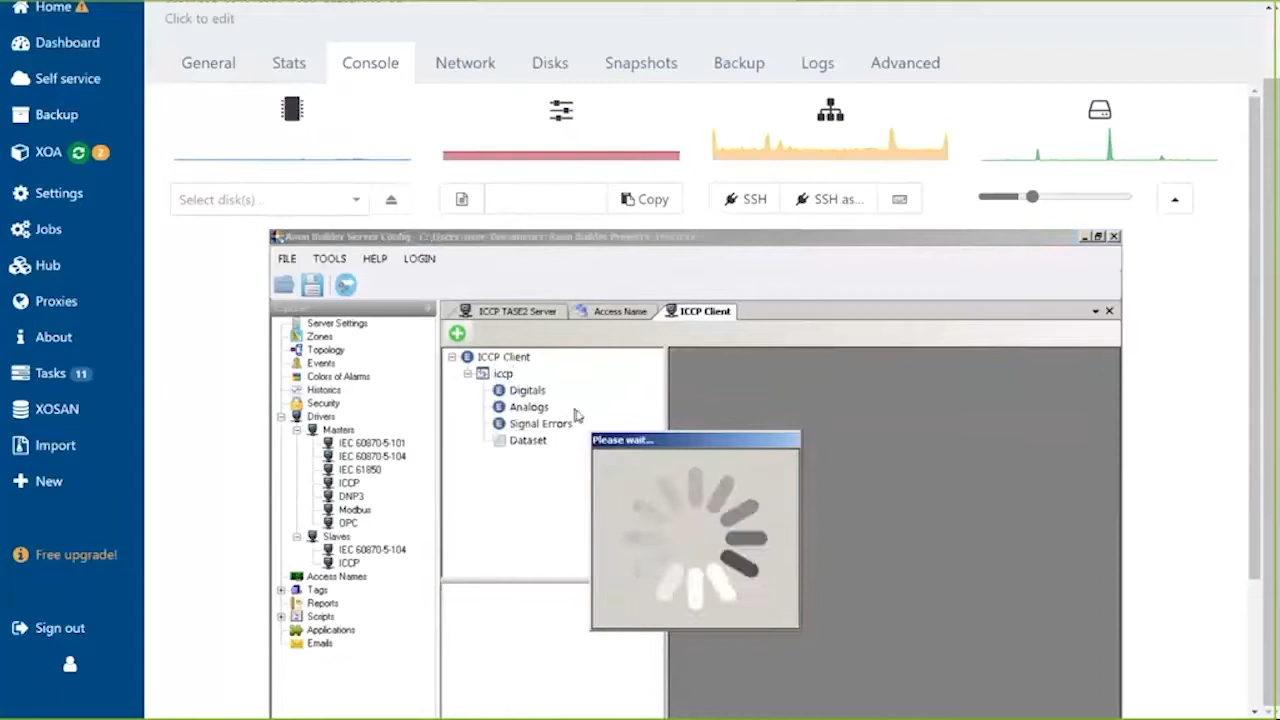 Home
Click to edit
Dashboard
Self service
Backup
XOA 2
Settings
Jobs
Hub
Proxies
About
Tasks 11
XOSAN
Import
New
Free upgrade!
Sign out
General Stats Console Network Disks Snapshots Backup Logs Advanced
Select disk(s)... Copy SSH SSH as...
Axon Builder Server Config
FILE TOOLS HELP LOGIN
Server Settings
Zones
Topology
Events
Colors of Alarms
Historics
Security
Drivers
Masters
IEC 60870-5-101
IEC 60870-5-104
IEC 61850
ICCP
DNP3
Modbus
OPC
Slaves
IEC 60870-5-104
ICCP
Access Names
Tags
Reports
Scripts
Applications
Emails
ICCP TASE2 Server Access Name ICCP Client
ICCP Client
iccp
Digitals
Analogs
Signal Errors
Dataset
Please wait...